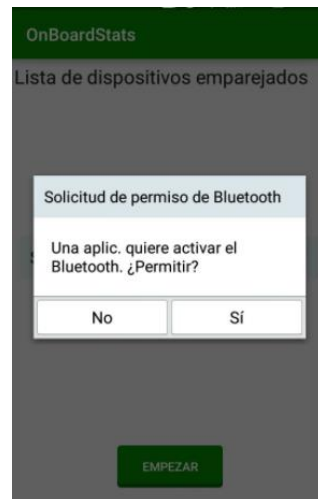 OnBoardStats
Lista de dispositivos emparejados
Solicitud de permiso de Bluetooth
Una aplic. quiere activar el
Bluetooth. ¿Permitir?
No
Sí
EMPEZAR